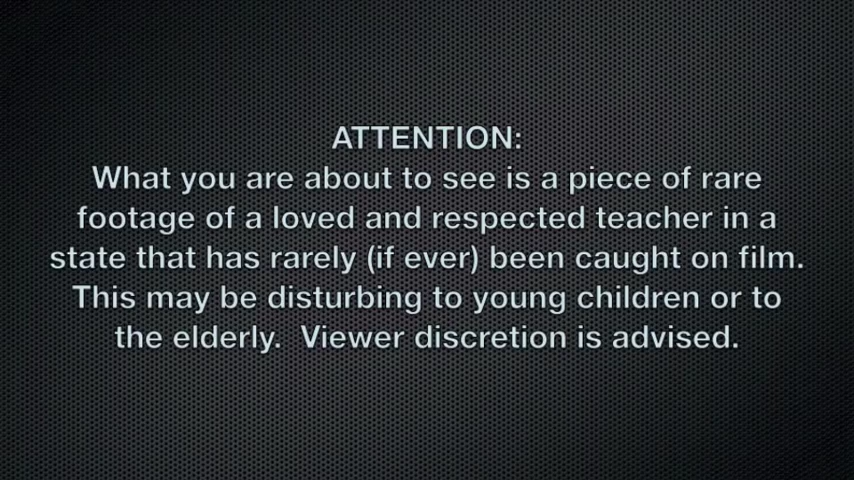 ATTENTION:
What you are about to see is a piece of rare
footage of a loved and respected teacher in a
state that has rarely (if ever) been caught on film.
This may be disturbing to young children or to
the elderly.  Viewer discretion is advised.